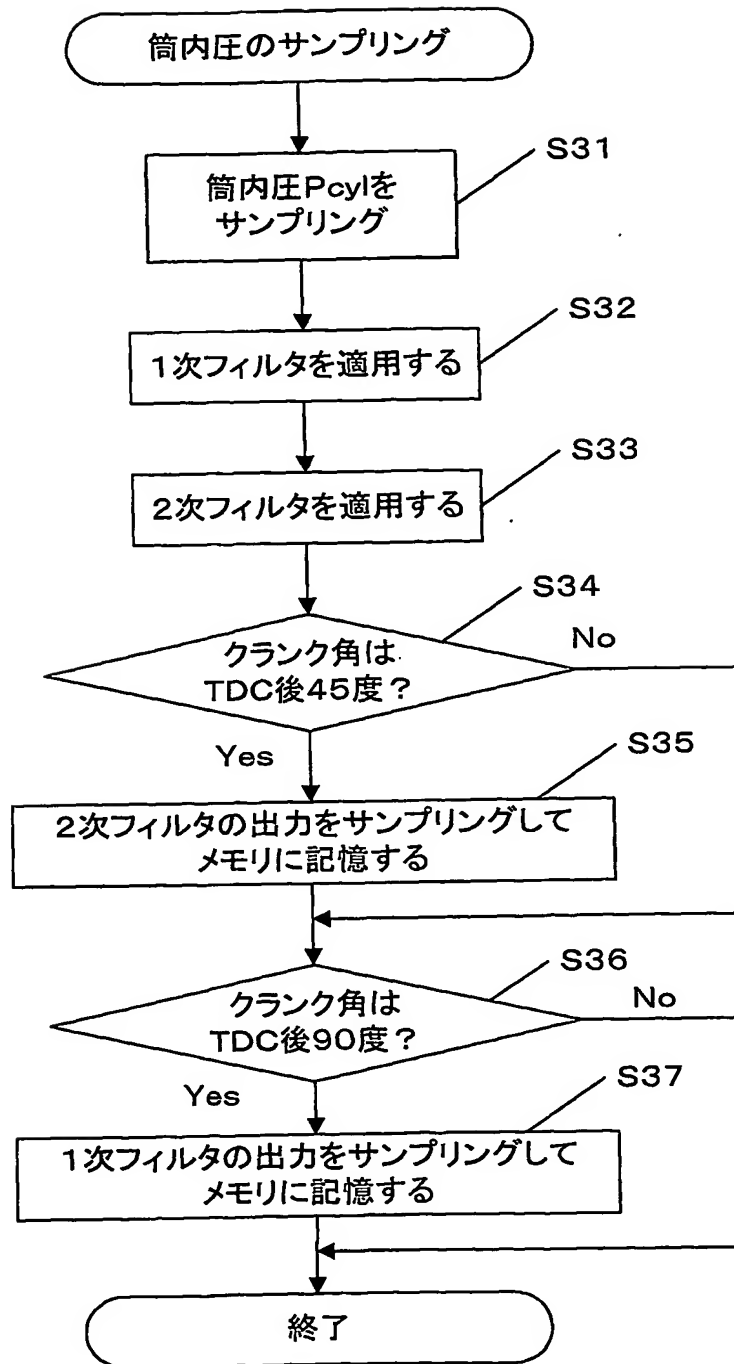 筒内圧のサンプリング
S31
筒内圧Pcylを
サンプリング
S32
1次フィルタを適用する
S33
2次フィルタを適用する
S34
クランク角は
TDC後45度？
No
Yes
S35
2次フィルタの出力をサンプリングして
メモリに記憶する
S36
クランク角は
TDC後90度？
No
Yes
S37
1次フィルタの出力をサンプリングして
メモリに記憶する
終了